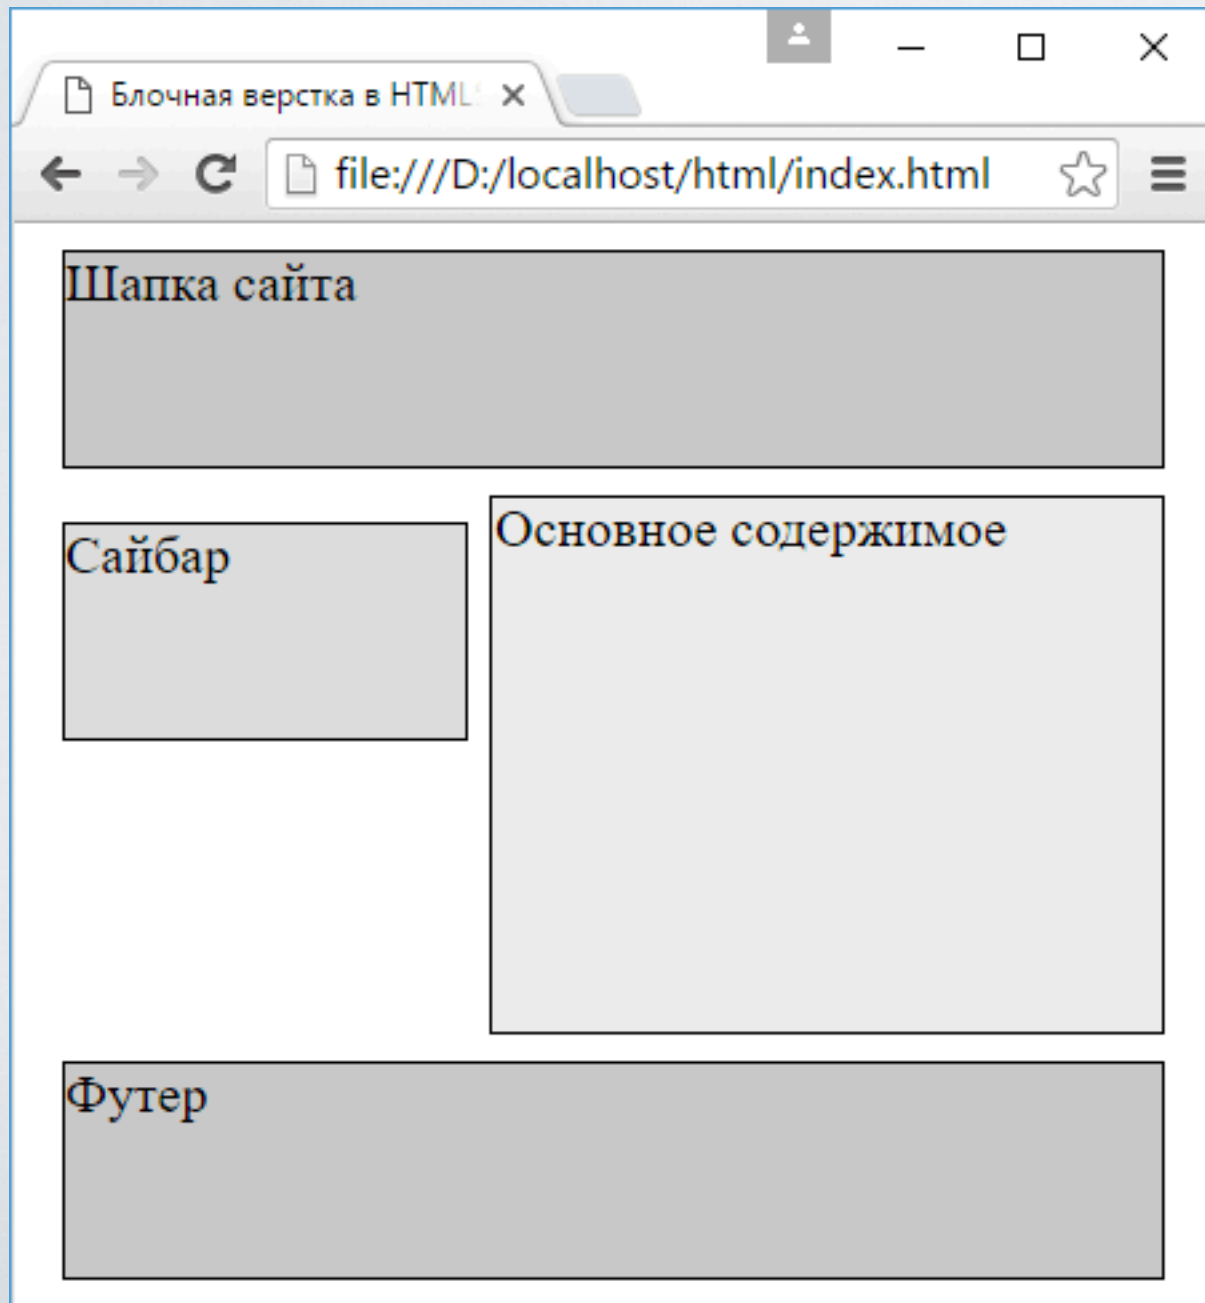 Блочная верстка в HTML
file:///D:/localhost/html/index.html
Шапка сайта
Основное содержимое
Сайбар
Футер